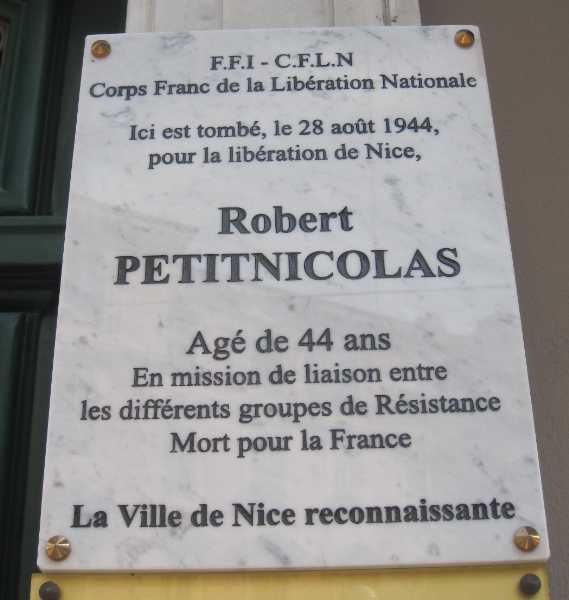 F.F.I - C.F.L.N
Corps Franc de la Libération Nationale
Ici est tombé, le 28 août 1944,
pour la libération de Nice,
Robert
PETITNICOLAS
Agé de 44 ans
En mission de liaison entre
les différents groupes de Résistance
Mort pour la France
La Ville de Nice reconnaissante